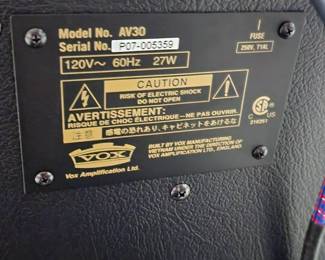 Model No. AV30
Serial No. P07-005359
120V~ 60Hz 27W
I
FUSE
250V, T1AL
CAUTION
RISK OF ELECTRIC SHOCK
DO NOT OPEN
AVERTISSEMENT:
RISQUE DE CHOC ELECTRIQUE—NE PAS OUVRIR.
注意 感電の恐れあり、キャビネットをあけるな
C US
VOX
Vox Amplification Ltd.
BUILT BY VOX MANUFACTURING
VIETNAM UNDER THE DIRECTION OF
VOX AMPLIFICATION LTD., ENGLAND.